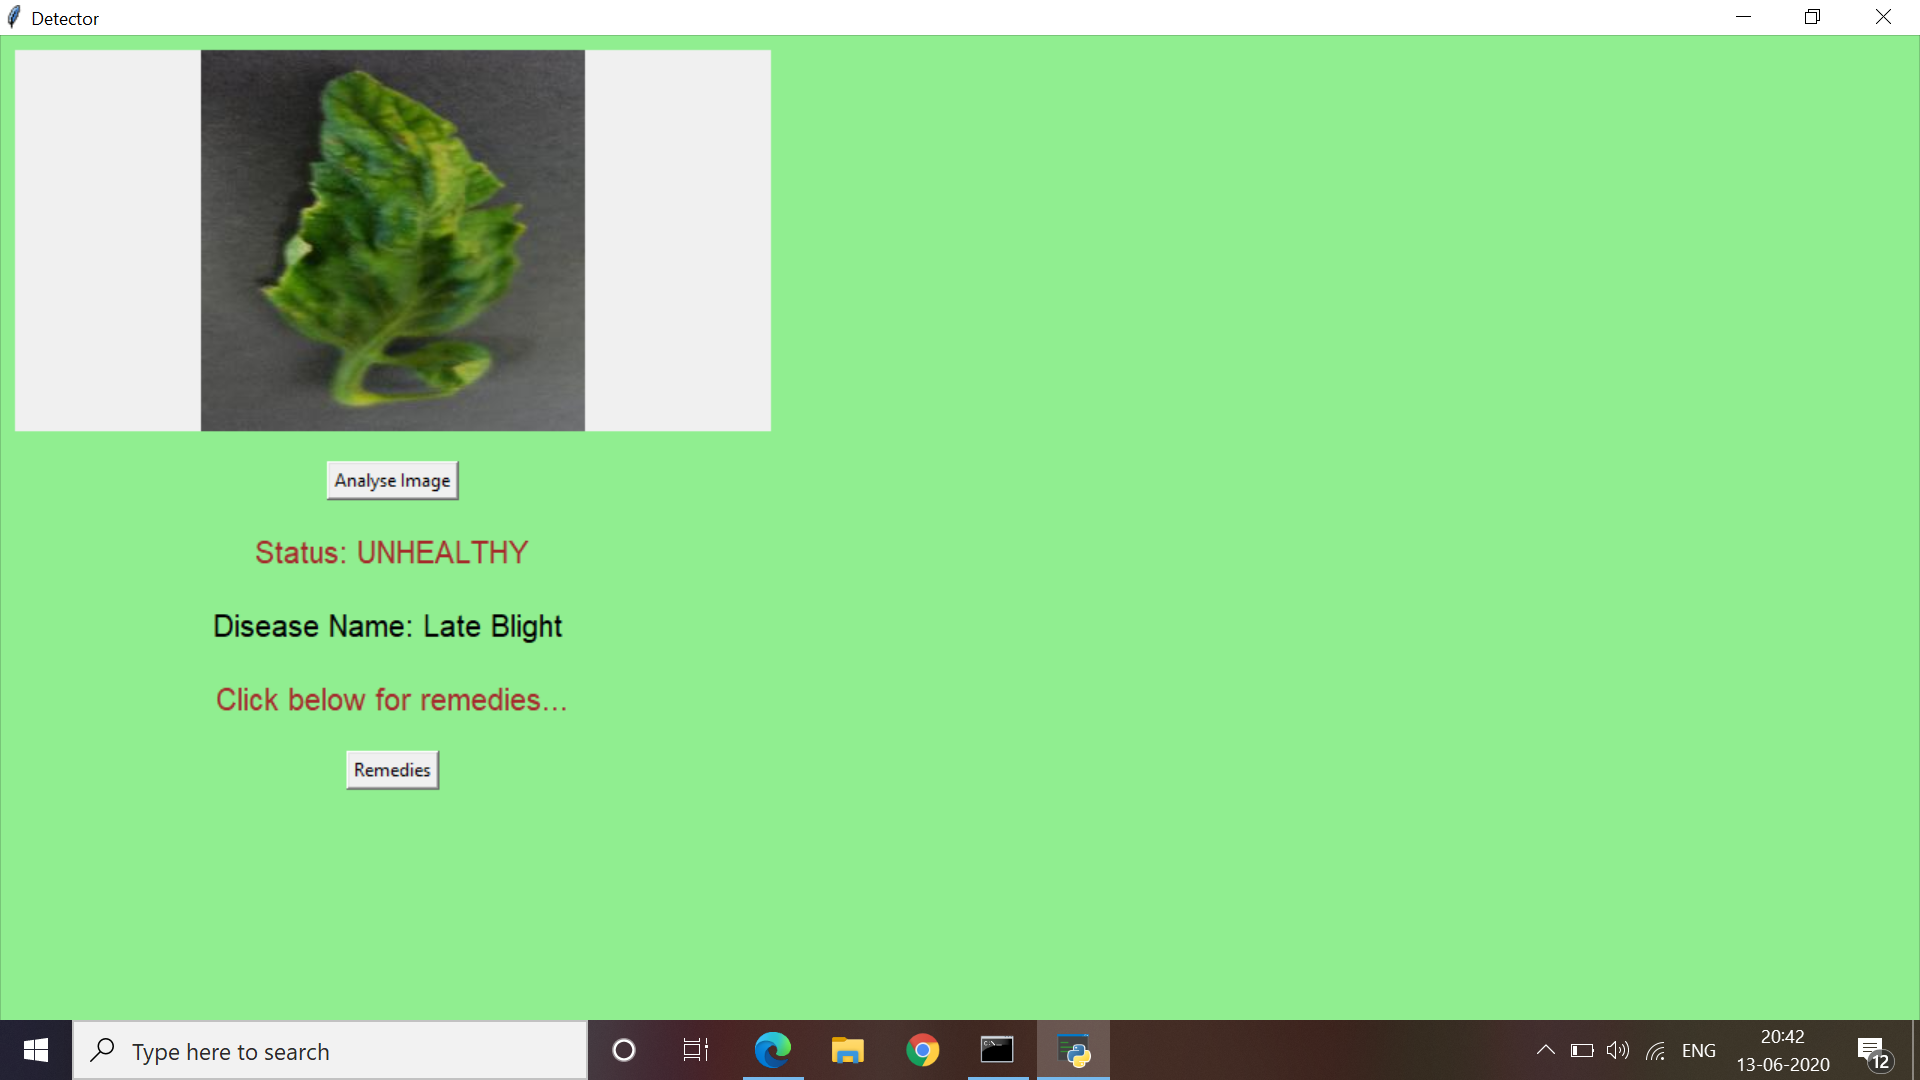 Detector
Analyse Image
Status: UNHEALTHY
Disease Name: Late Blight
Click below for remedies...
Remedies
Type here to search
ENG
20:42
13-06-2020
12